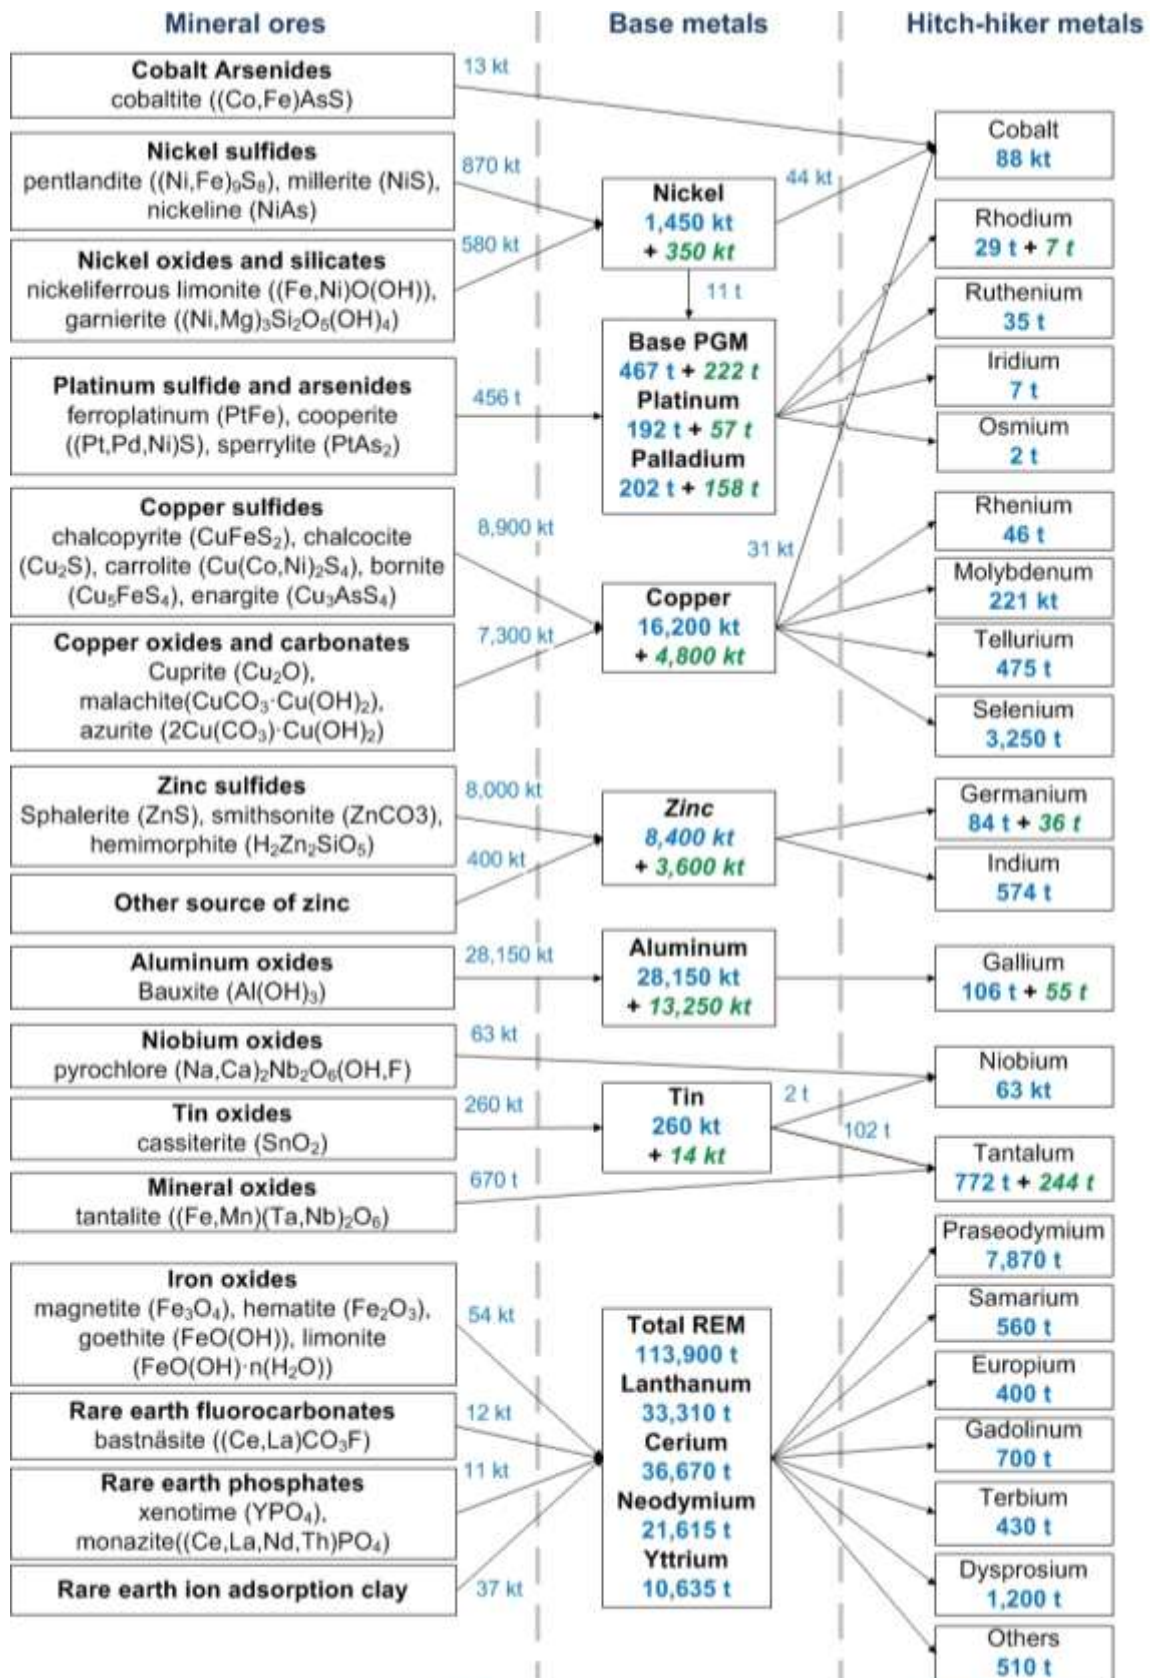 Mineral ores
Base metals
Hitch-hiker metals
Cobalt Arsenides
cobaltite ((Co,Fe)AsS)
13 kt
Nickel sulfides
pentlandite ((Ni,Fe)₉S₈), millerite (NiS),
nickeline (NiAs)
870 kt
Nickel oxides and silicates
nickeliferrous limonite ((Fe,Ni)O(OH)),
garnierite ((Ni,Mg)₃Si₂O₅(OH)₄)
580 kt
Platinum sulfide and arsenides
ferroplatinum (PtFe), cooperite
((Pt,Pd,Ni)S), sperrylite (PtAs₂)
456 t
Copper sulfides
chalcopyrite (CuFeS₂), chalcocite
(Cu₂S), carrolite (Cu(Co,Ni)₂S₄), bornite
(Cu₅FeS₄), enargite (Cu₃AsS₄)
8,900 kt
Copper oxides and carbonates
Cuprite (Cu₂O),
malachite(CuCO₃·Cu(OH)₂),
azurite (2Cu(CO₃)·Cu(OH)₂)
7,300 kt
Zinc sulfides
Sphalerite (ZnS), smithsonite (ZnCO3),
hemimorphite (H₂Zn₂SiO₅)
8,000 kt
Other source of zinc
400 kt
Aluminum oxides
Bauxite (Al(OH)₃)
28,150 kt
Niobium oxides
pyrochlore (Na,Ca)₂Nb₂O₆(OH,F)
63 kt
Tin oxides
cassiterite (SnO₂)
260 kt
Mineral oxides
tantalite ((Fe,Mn)(Ta,Nb)₂O₆)
670 t
Iron oxides
magnetite (Fe₃O₄), hematite (Fe₂O₃),
goethite (FeO(OH)), limonite
(FeO(OH)·n(H₂O))
54 kt
Rare earth fluorocarbonates
bastnäsite ((Ce,La)CO₃F)
12 kt
Rare earth phosphates
xenotime (YPO₄),
monazite((Ce,La,Nd,Th)PO₄)
11 kt
Rare earth ion adsorption clay
37 kt
Nickel
1,450 kt
+ 350 kt
44 kt
11 t
Base PGM
467 t + 222 t
Platinum
192 t + 57 t
Palladium
202 t + 158 t
31 kt
Copper
16,200 kt
+ 4,800 kt
Zinc
8,400 kt
+ 3,600 kt
Aluminum
28,150 kt
+ 13,250 kt
Tin
260 kt
+ 14 kt
2 t
102 t
Total REM
113,900 t
Lanthanum
33,310 t
Cerium
36,670 t
Neodymium
21,615 t
Yttrium
10,635 t
Cobalt
88 kt
Rhodium
29 t + 7 t
Ruthenium
35 t
Iridium
7 t
Osmium
2 t
Rhenium
46 t
Molybdenum
221 kt
Tellurium
475 t
Selenium
3,250 t
Germanium
84 t + 36 t
Indium
574 t
Gallium
106 t + 55 t
Niobium
63 kt
Tantalum
772 t + 244 t
Praseodymium
7,870 t
Samarium
560 t
Europium
400 t
Gadolinum
700 t
Terbium
430 t
Dysprosium
1,200 t
Others
510 t